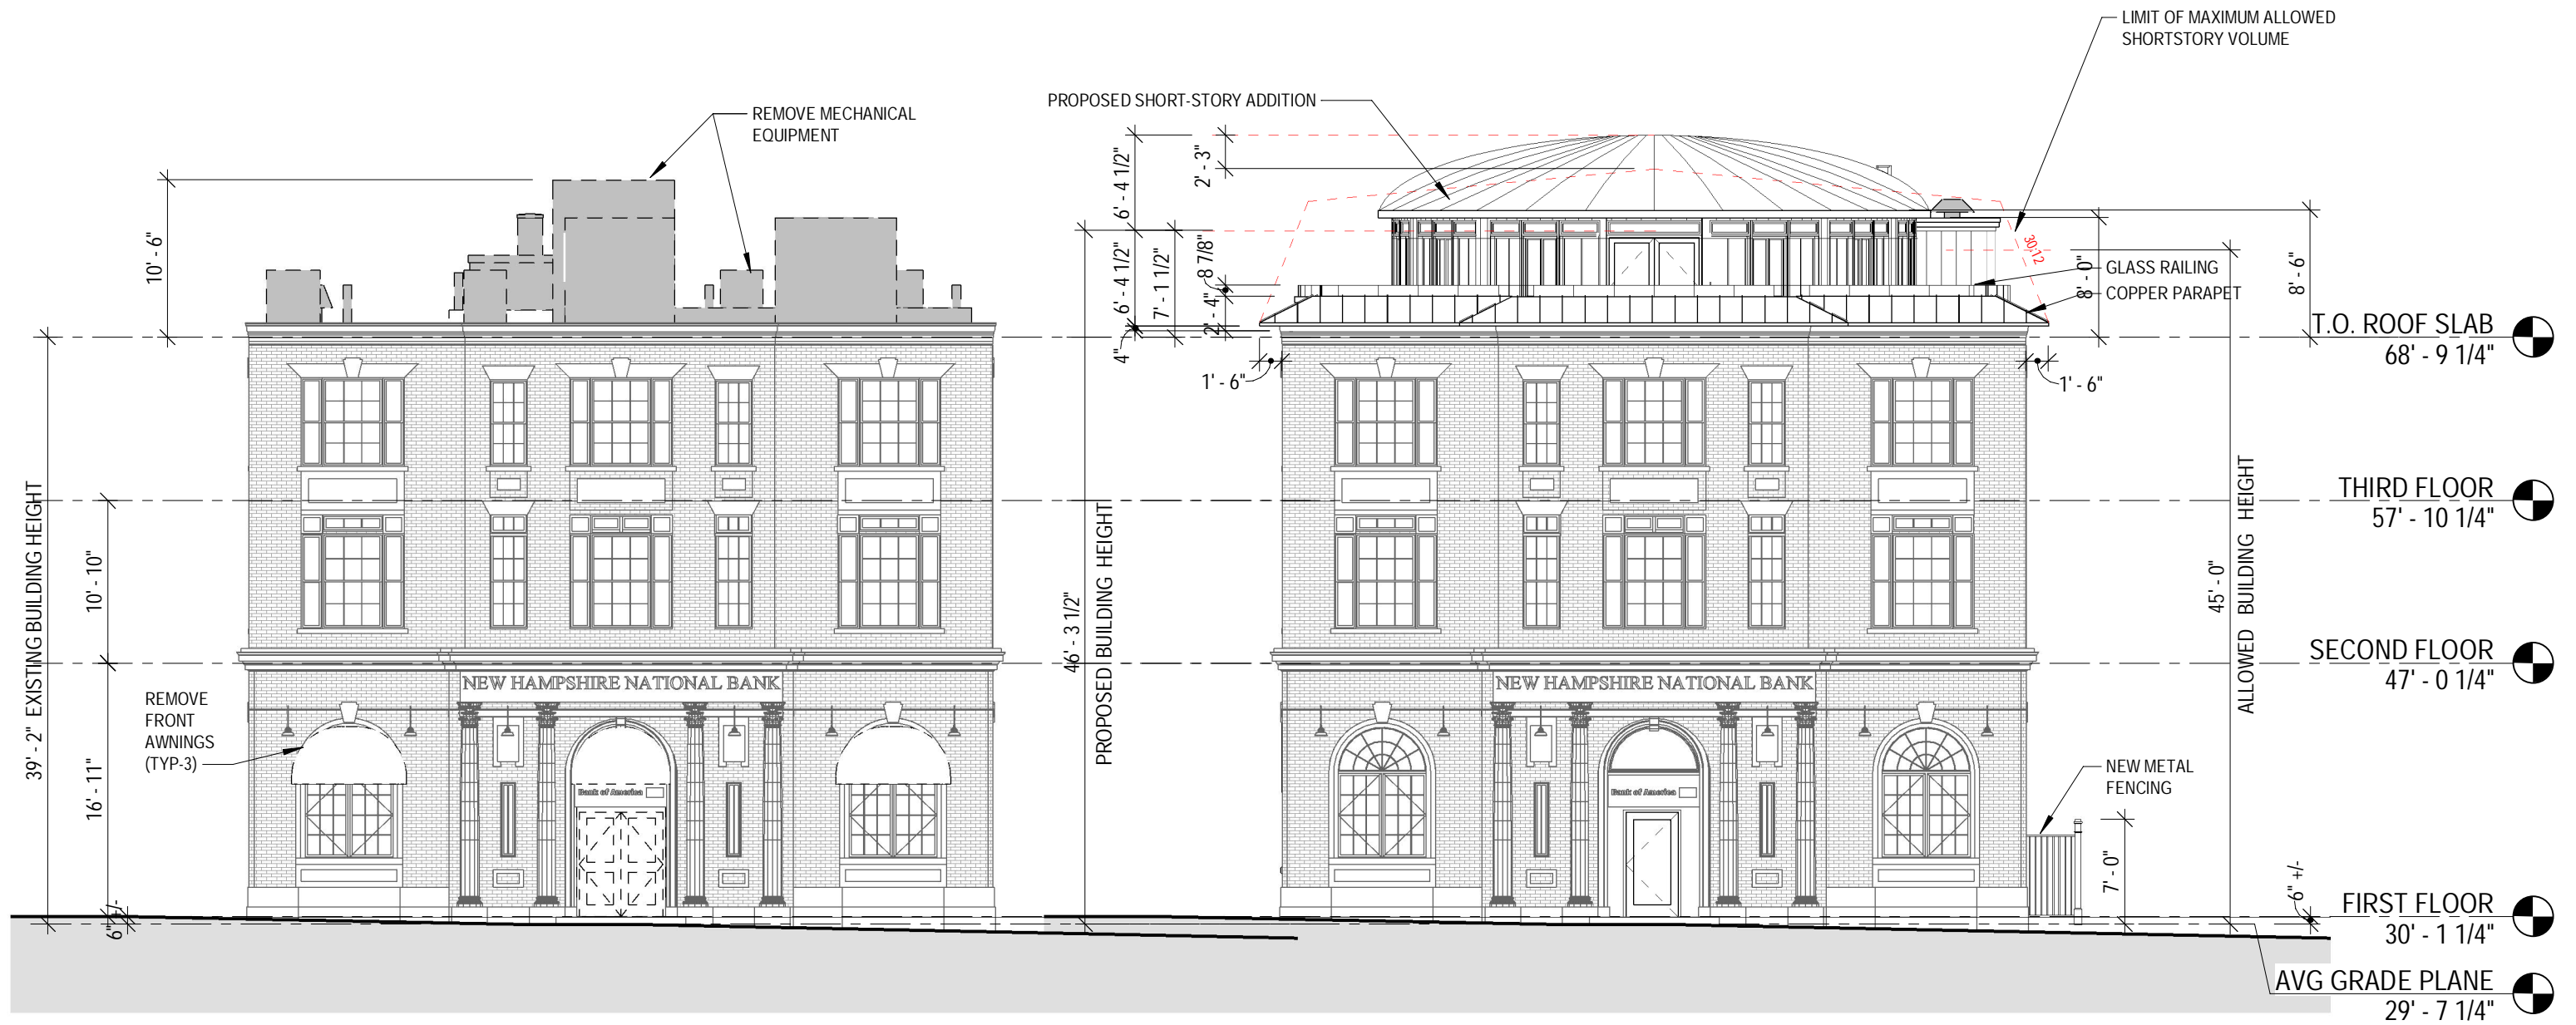 LIMIT OF MAXIMUM ALLOWED
SHORTSTORY VOLUME
PROPOSED SHORT-STORY ADDITION
REMOVE MECHANICAL
EQUIPMENT
10' - 6"
6' - 4 1/2"
2' - 3"
6' - 4 1/2"
7' - 1 1/2"
8 7/8"
2' - 4"
4"
1' - 6"
1' - 6"
30:12
8' - 0"
8' - 6"
GLASS RAILING
COPPER PARAPET
T.O. ROOF SLAB
68' - 9 1/4"
THIRD FLOOR
57' - 10 1/4"
SECOND FLOOR
47' - 0 1/4"
39' - 2" EXISTING BUILDING HEIGHT
10' - 10"
16' - 11"
6" +/-
46' - 3 1/2"
PROPOSED BUILDING HEIGHT
45' - 0"
ALLOWED BUILDING HEIGHT
REMOVE
FRONT
AWNINGS
(TYP-3)
NEW HAMPSHIRE NATIONAL BANK
Bank of America
NEW HAMPSHIRE NATIONAL BANK
Bank of America
NEW METAL
FENCING
7' - 0"
6" +/-
FIRST FLOOR
30' - 1 1/4"
AVG GRADE PLANE
29' - 7 1/4"